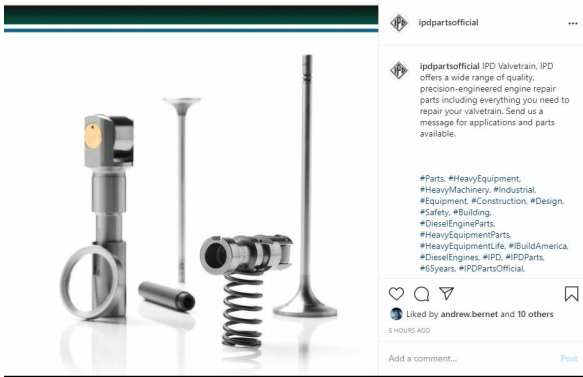 IPD
ipdpartsofficial
...
IPD
ipdpartsofficial IPD Valvetrain, IPD
offers a wide range of quality,
precision-engineered engine repair
parts including everything you need to
repair your valvetrain. Send us a
message for applications and parts
available.
#Parts, #HeavyEquipment,
#HeavyMachinery, #Industrial,
#Equipment, #Construction, #Design,
#Safety, #Building,
#DieselEngineParts,
#HeavyEquipmentParts,
#HeavyEquipmentLife, #IBuildAmerica,
#DieselEngines, #IPD, #IPDParts,
#65years, #IPDPartsOfficial,
Liked by andrew.bernet and 10 others
5 HOURS AGO
Add a comment...
Post